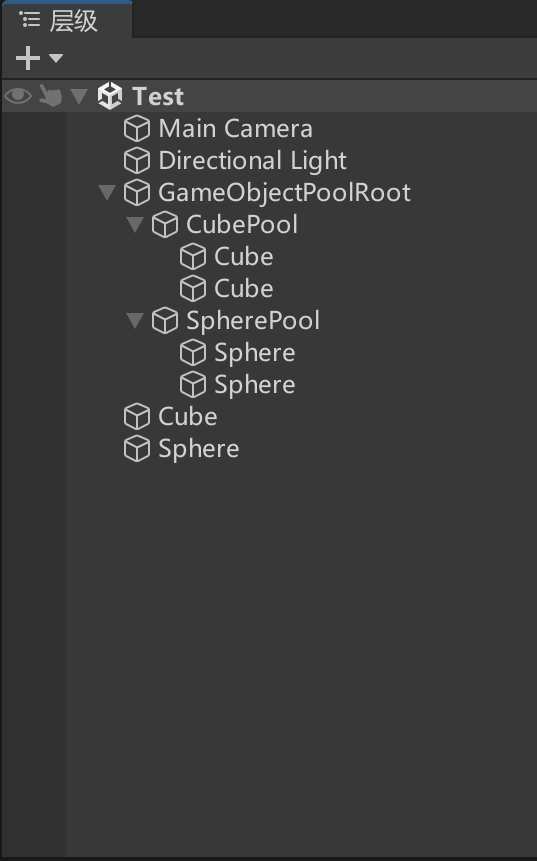 层级
Test
Main Camera
Directional Light
GameObjectPoolRoot
CubePool
Cube
Cube
SpherePool
Sphere
Sphere
Cube
Sphere